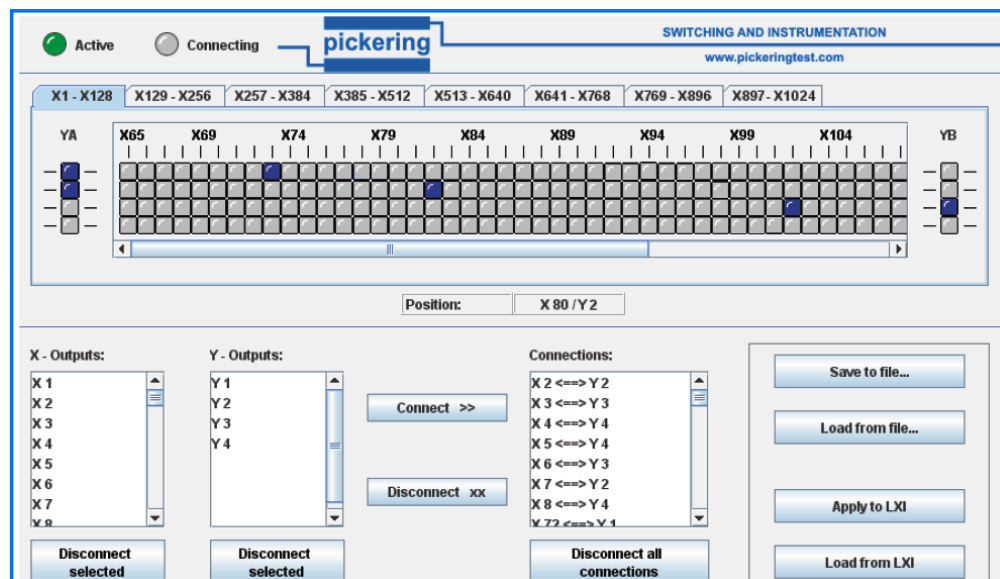 Active
Connecting
pickering
SWITCHING AND INSTRUMENTATION
www.pickeringtest.com
X1 - X128
X129 - X256
X257 - X384
X385 - X512
X513 - X640
X641 - X768
X769 - X896
X897- X1024
YA
X65
X69
X74
X79
X84
X89
X94
X99
X104
YB
Position:
X 80 / Y 2
X - Outputs:
Y - Outputs:
Connections:
X 1
X 2
X 3
X 4
X 5
X 6
X 7
X 8
Y 1
Y 2
Y 3
Y 4
Connect >>
Disconnect xx
X 2 <==> Y 2
X 3 <==> Y 3
X 4 <==> Y 4
X 5 <==> Y 4
X 6 <==> Y 3
X 7 <==> Y 2
X 8 <==> Y 4
X 72 <==> Y 1
Save to file...
Load from file...
Apply to LXI
Load from LXI
Disconnect
selected
Disconnect
selected
Disconnect all
connections